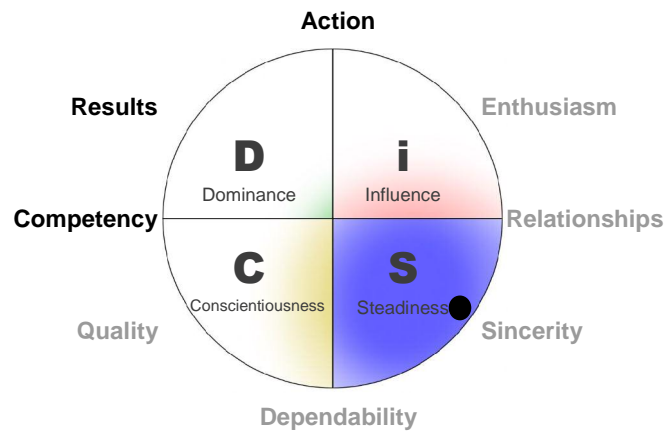 Action
Results
Enthusiasm
D
i
Dominance
Influence
Competency
Relationships
C
S
Conscientiousness
Steadiness
Quality
Sincerity
Dependability